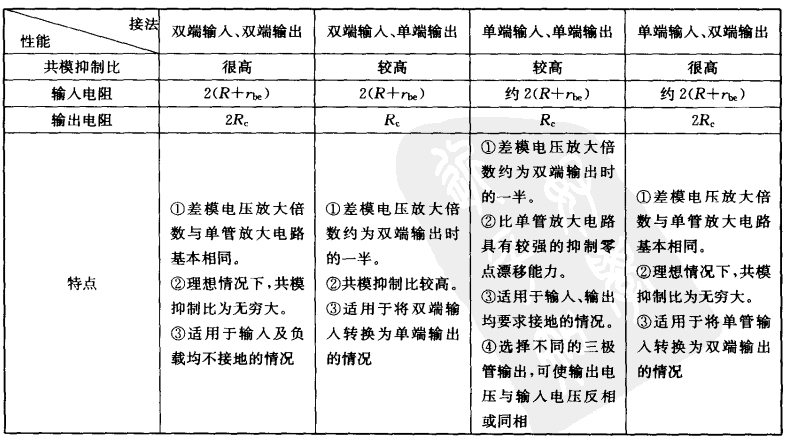 接法
性能
双端输入、双端输出
双端输入、单端输出
单端输入、单端输出
单端输入、双端输出
共模抑制比
很高
较高
较高
很高
输入电阻
2(R+rbe)
2(R+rbe)
约2(R+rbe)
约2(R+rbe)
输出电阻
2Rc
Rc
Rc
2Rc
特点
①差模电压放大倍
数与单管放大电路
基本相同。
②理想情况下,共模
抑制比为无穷大。
③适用于输入及负
载均不接地的情况
①差模电压放大倍
数约为双端输出时
的一半。
②共模抑制比较高。
③适用于将双端输
入转换为单端输出
的情况
①差模电压放大倍
数约为双端输出时
的一半。
②比单管放大电路
具有较强的抑制零
点漂移能力。
③适用于输入、输出
均要求接地的情况。
④选择不同的三极
管输出,可使输出电
压与输入电压反相
或同相
①差模电压放大倍
数与单管放大电路
基本相同。
②理想情况下,共模
抑制比为无穷大。
③适用于将单管输
入转换为双端输出
的情况